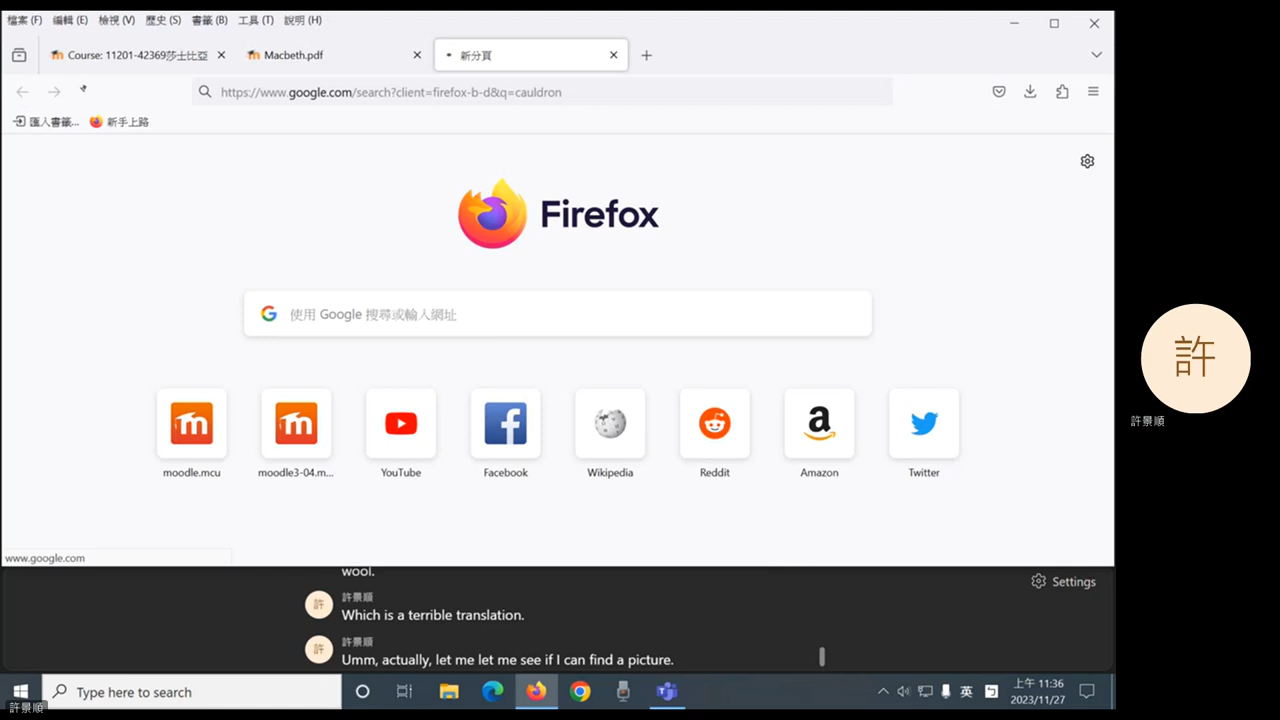 檔案 (F) 編輯 (E) 檢視 (V) 歷史 (S) 書籤 (B) 工具 (T) 說明 (H)
Course: 11201-42369莎士比亞
Macbeth.pdf
新分頁
https://www.google.com/search?client=firefox-b-d&q=cauldron
匯入書籤...
新手上路
Firefox
使用 Google 搜尋或輸入網址
moodle.mcu
moodle3-04.m...
YouTube
Facebook
Wikipedia
Reddit
Amazon
Twitter
許
許景順
www.google.com
wool.
Settings
許
許景順
Which is a terrible translation.
許
許景順
Umm, actually, let me let me see if I can find a picture.
Type here to search
英
上午 11:36
2023/11/27
許景順